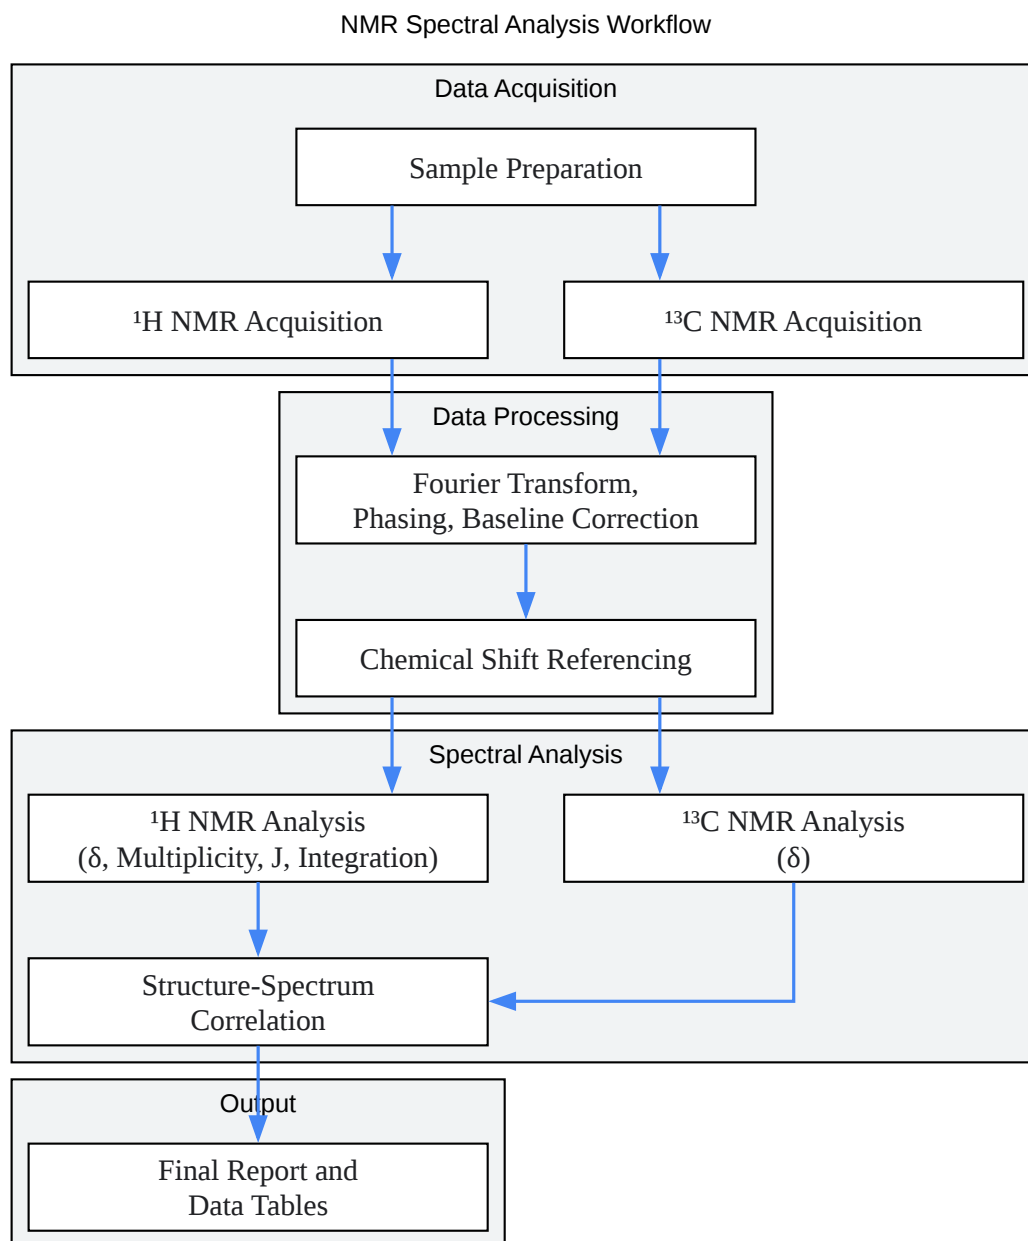 NMR Spectral Analysis Workflow
Data Acquisition
Sample Preparation
¹H NMR Acquisition
¹³C NMR Acquisition
Data Processing
Fourier Transform,
Phasing, Baseline Correction
Chemical Shift Referencing
Spectral Analysis
¹H NMR Analysis
(δ, Multiplicity, J, Integration)
¹³C NMR Analysis
(δ)
Structure-Spectrum
Correlation
Output
Final Report and
Data Tables